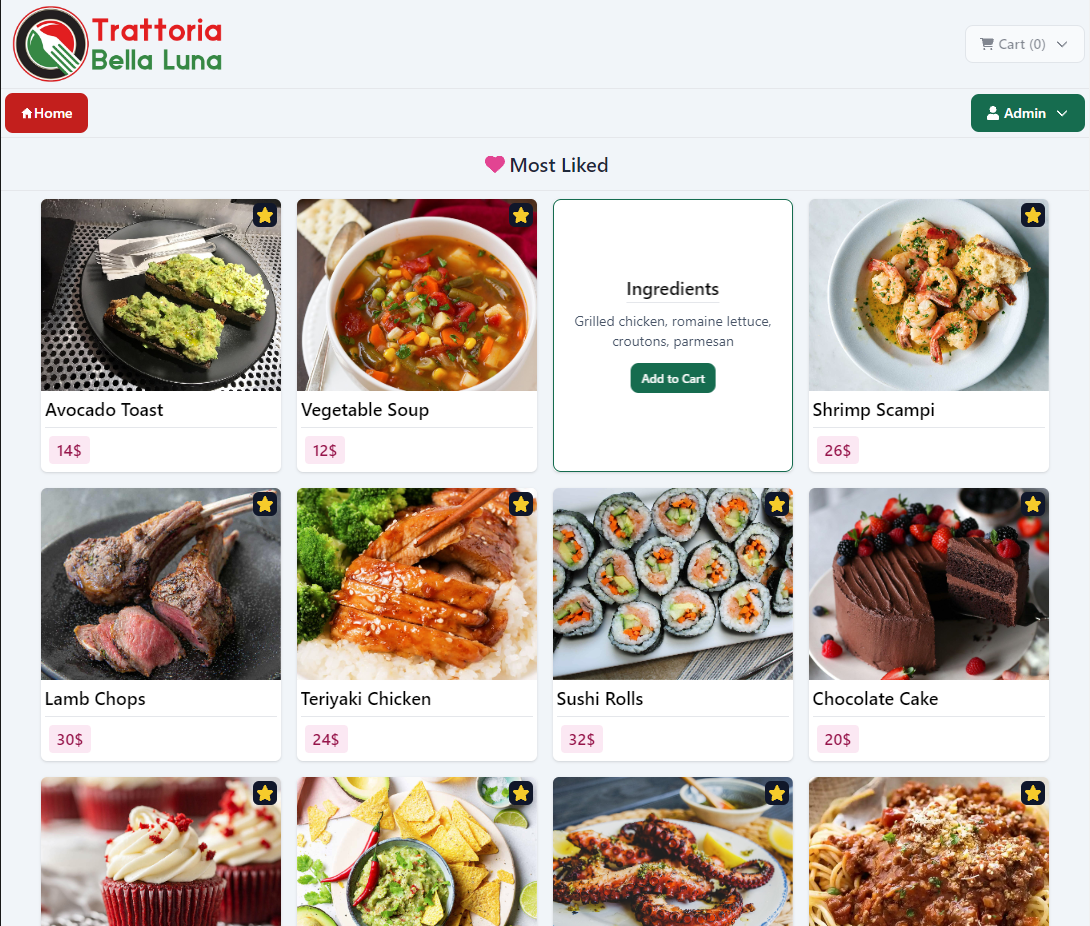 Trattoria
Bella Luna
Cart (0)
Home
Admin
Most Liked
Avocado Toast
14$
Vegetable Soup
12$
Ingredients
Grilled chicken, romaine lettuce,
croutons, parmesan
Add to Cart
Shrimp Scampi
26$
Lamb Chops
30$
Teriyaki Chicken
24$
Sushi Rolls
32$
Chocolate Cake
20$